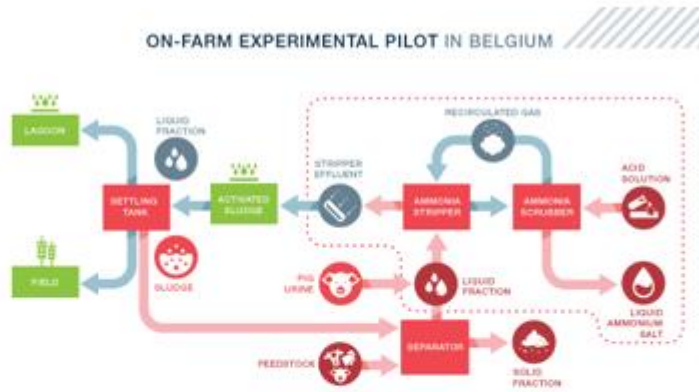 ON-FARM EXPERIMENTAL PILOT IN BELGIUM
RECIRCULATED GAS
LAGOON
LIQUID
FRACTION
STRIPPER
EFFLUENT
ACID
SOLUTION
SETTLING
TANK
ACTIVATED
SLUDGE
AMMONIA
STRIPPER
AMMONIA
SCRUBBER
FIELD
SLUDGE
PIG
URINE
LIQUID
FRACTION
LIQUID
AMMONIUM
SALT
SEPARATOR
FEEDSTOCK
SOLID
FRACTION